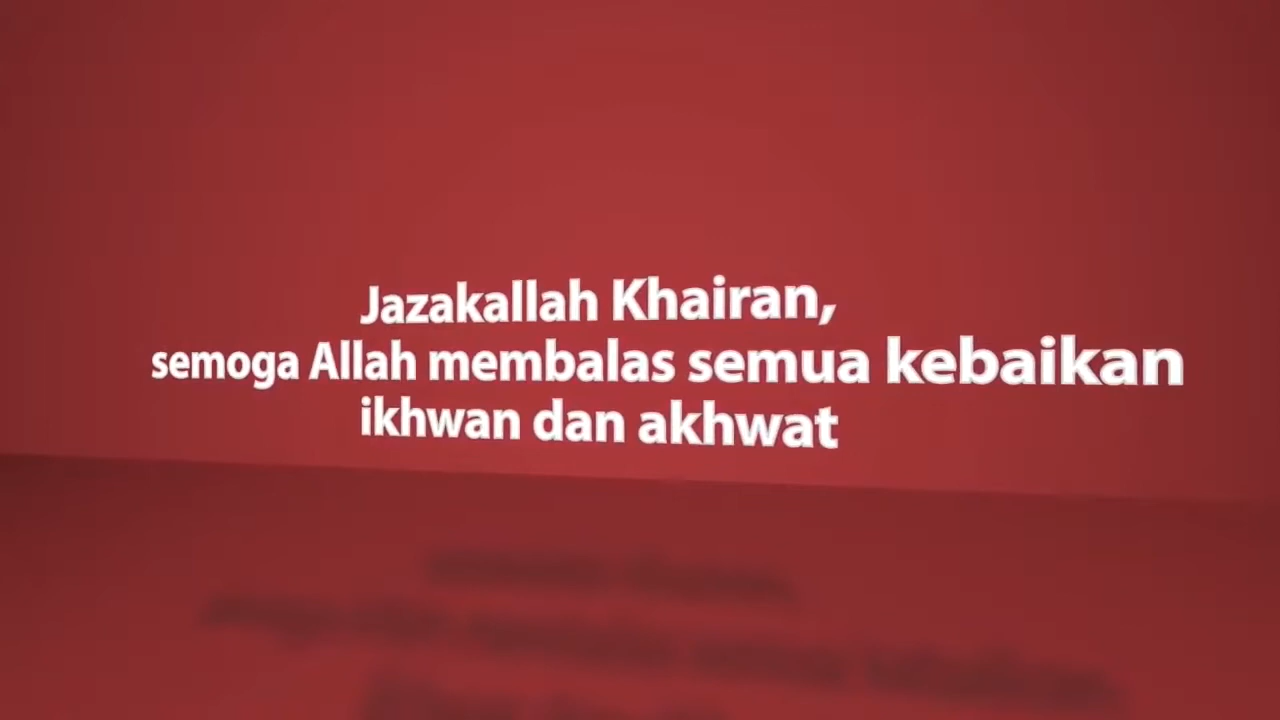 Jazakallah Khairan,
semoga Allah membalas semua kebaikan
ikhwan dan akhwat